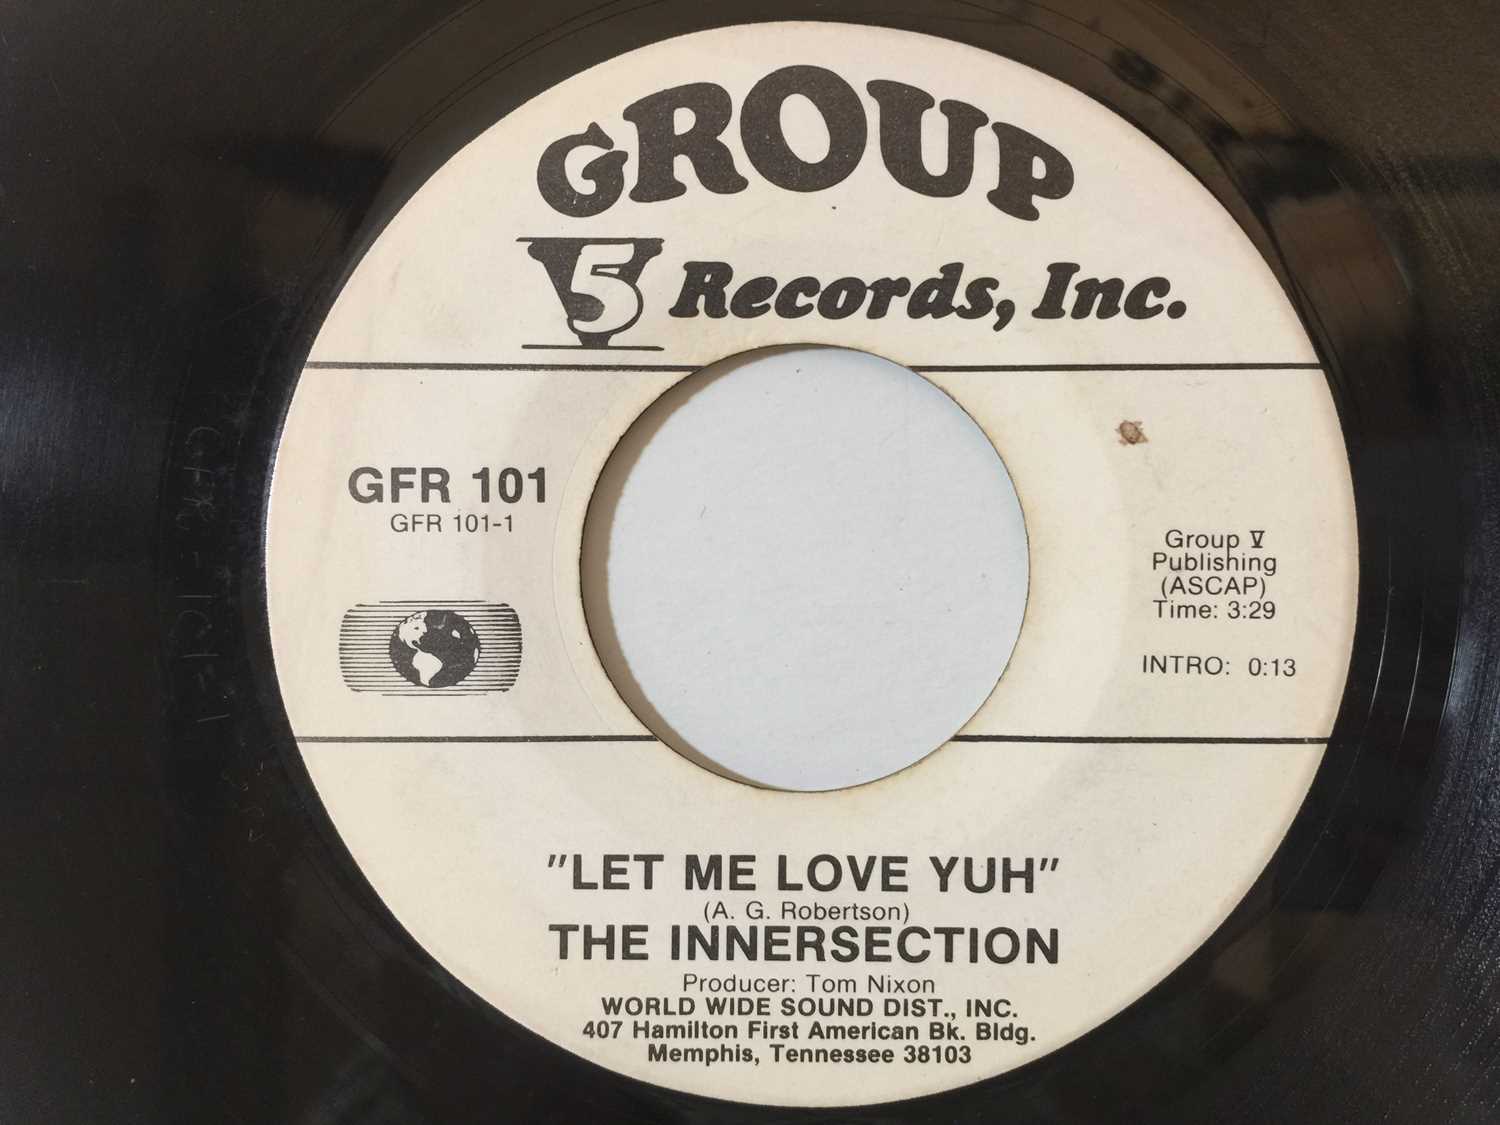 GROUP
V 5 Records, Inc.
GFR 101
GFR 101-1
Group V
Publishing
(ASCAP)
Time: 3:29
INTRO: 0:13
"LET ME LOVE YUH"
(A. G. Robertson)
THE INNERSECTION
Producer: Tom Nixon
WORLD WIDE SOUND DIST., INC.
407 Hamilton First American Bk. Bldg.
Memphis, Tennessee 38103